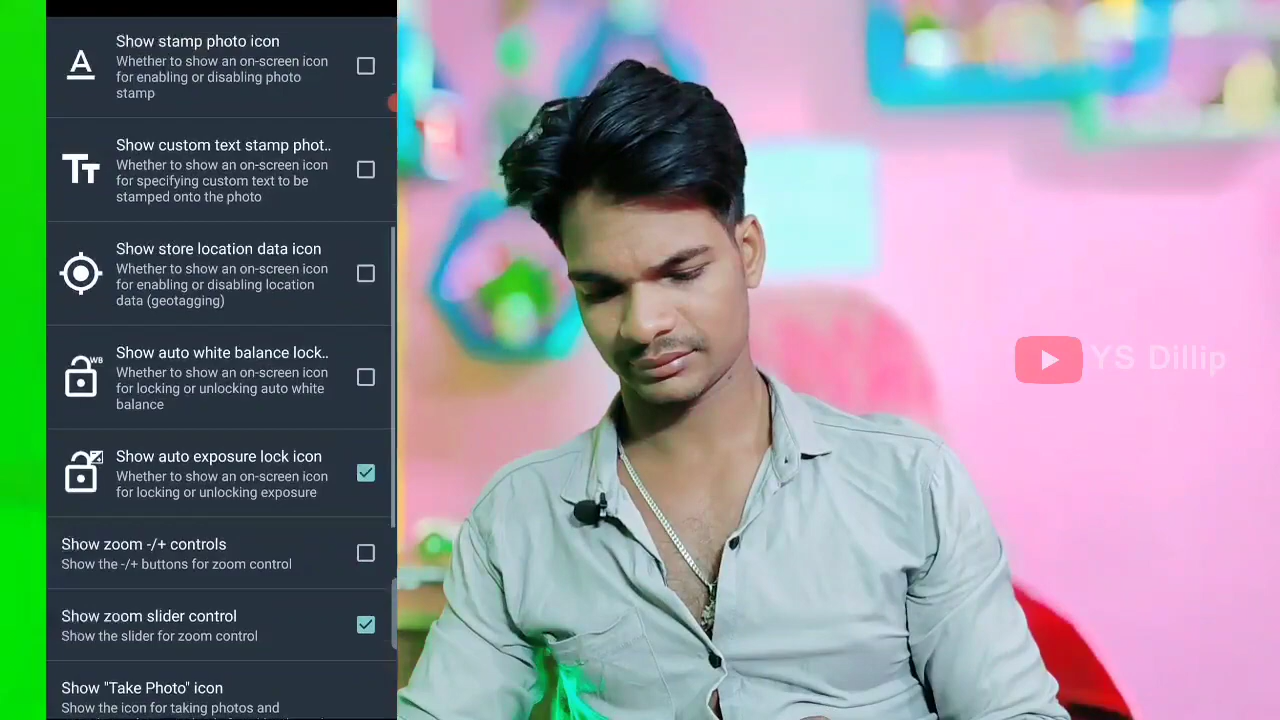 Show stamp photo icon
Whether to show an on-screen icon
for enabling or disabling photo
stamp
Show custom text stamp phot..
Whether to show an on-screen icon
for specifying custom text to be
stamped onto the photo
Show store location data icon
Whether to show an on-screen icon
for enabling or disabling location
data (geotagging)
Show auto white balance lock..
Whether to show an on-screen icon
for locking or unlocking auto white
balance
Show auto exposure lock icon
Whether to show an on-screen icon
for locking or unlocking exposure
Show zoom -/+ controls
Show the -/+ buttons for zoom control
Show zoom slider control
Show the slider for zoom control
Show "Take Photo" icon
Show the icon for taking photos and
A
TT
WB
YS Dillip